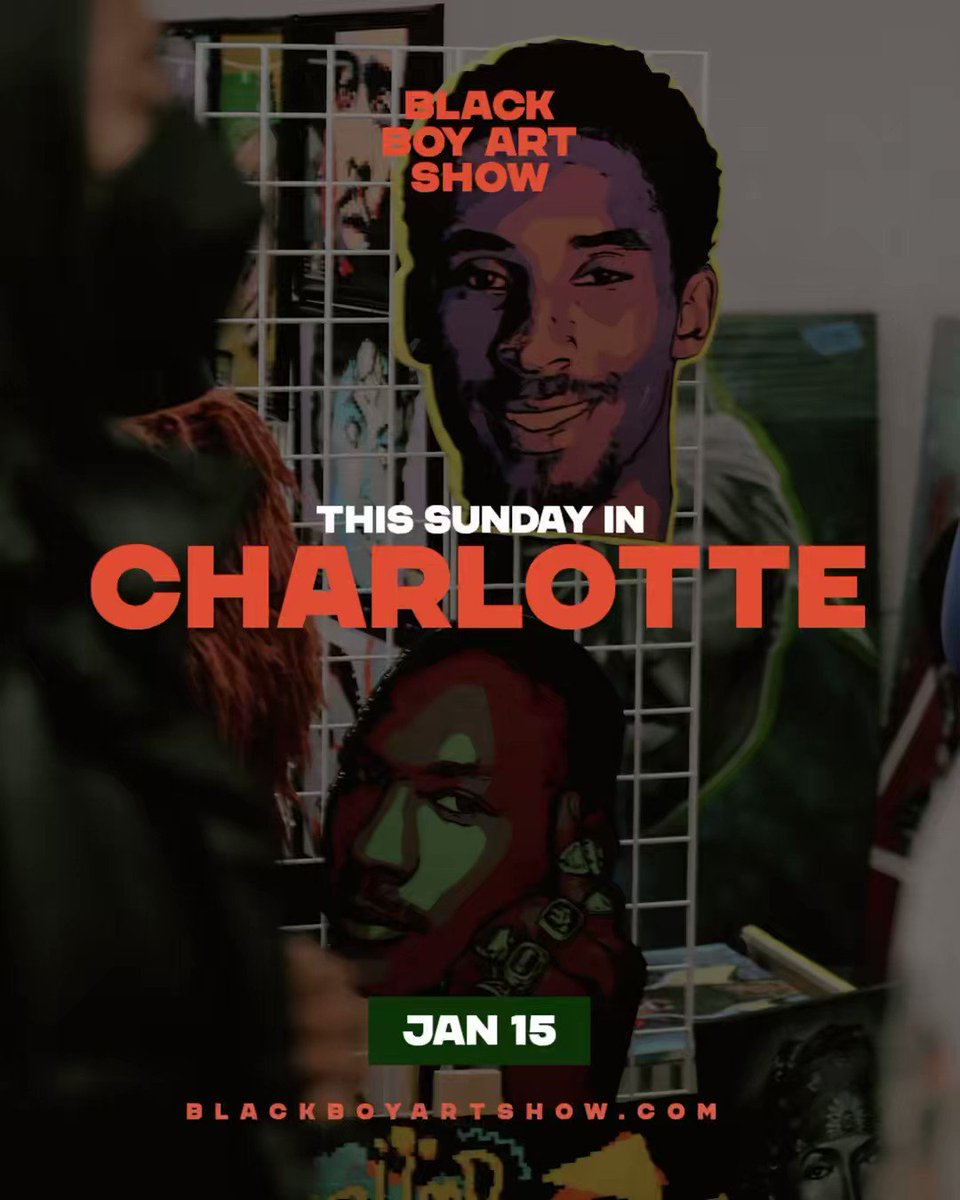 BLACK
BOY ART
SHOW
THIS SUNDAY IN
CHARLOTTE
JAN 15
BLACKBOYARTSHOW.COM